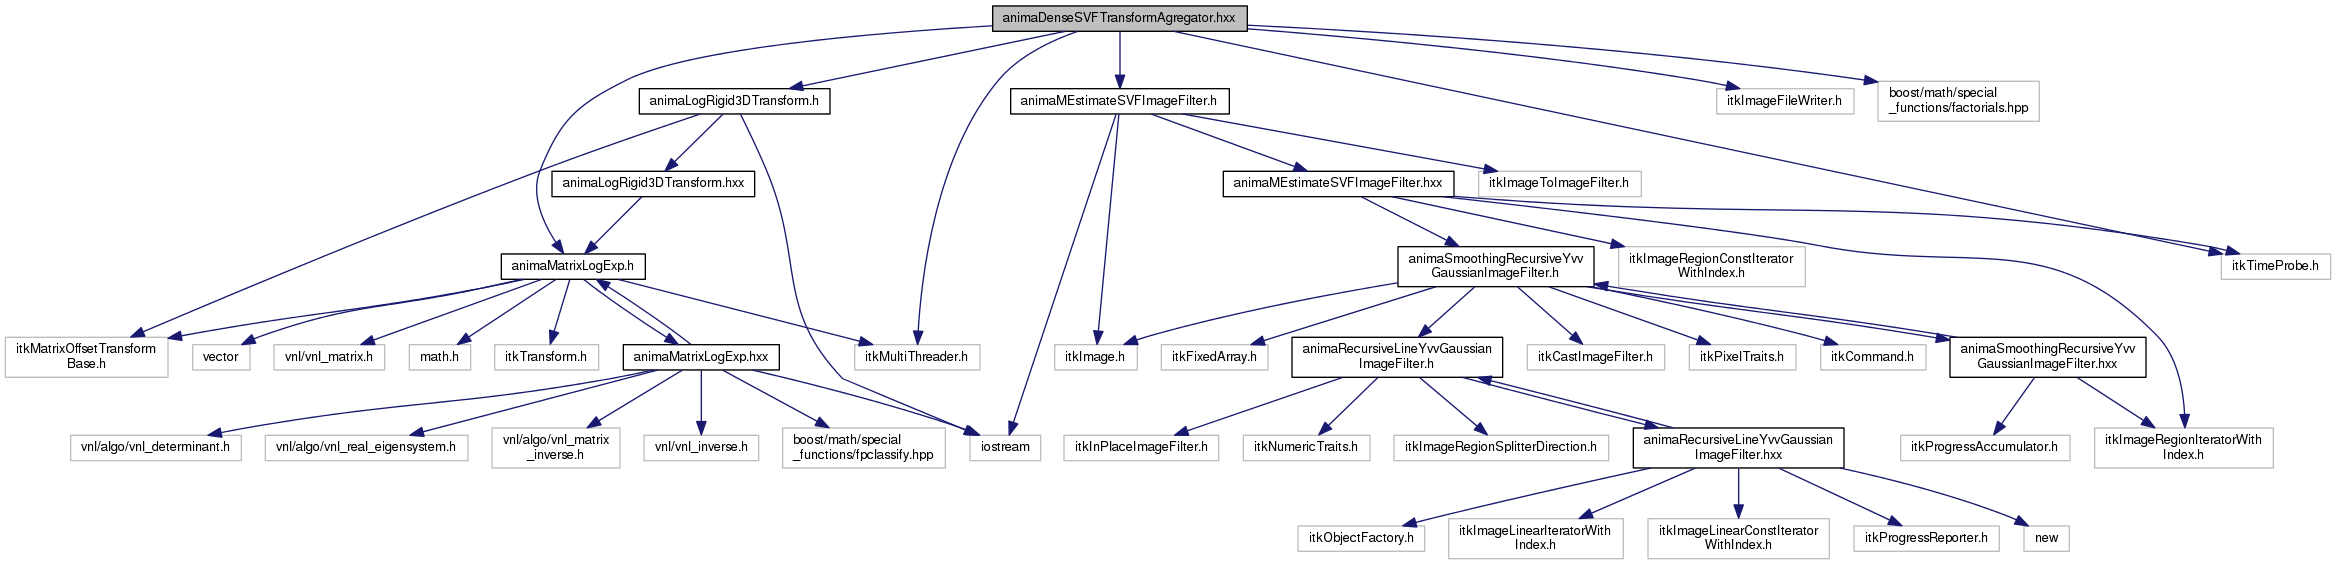 animaDenseSVFTransformAgregator.hxx
animaLogRigid3DTransform.h
animaMEstimateSVFImageFilter.h
itkImageFileWriter.h
boost/math/special
_functions/factorials.hpp
animaLogRigid3DTransform.hxx
animaMEstimateSVFImageFilter.hxx
itkImageToImageFilter.h
animaMatrixLogExp.h
animaSmoothingRecursiveYvv
GaussianImageFilter.h
itkImageRegionConstIterator
WithIndex.h
itkTimeProbe.h
itkMatrixOffsetTransform
Base.h
vector
vnl/vnl_matrix.h
math.h
itkTransform.h
animaMatrixLogExp.hxx
itkMultiThreader.h
itkImage.h
itkFixedArray.h
animaRecursiveLineYvvGaussian
ImageFilter.h
itkCastImageFilter.h
itkPixelTraits.h
itkCommand.h
animaSmoothingRecursiveYvv
GaussianImageFilter.hxx
vnl/algo/vnl_determinant.h
vnl/algo/vnl_real_eigensystem.h
vnl/algo/vnl_matrix
_inverse.h
vnl/vnl_inverse.h
boost/math/special
_functions/fpclassify.hpp
iostream
itkInPlaceImageFilter.h
itkNumericTraits.h
itkImageRegionSplitterDirection.h
animaRecursiveLineYvvGaussian
ImageFilter.hxx
itkProgressAccumulator.h
itkImageRegionIteratorWith
Index.h
itkObjectFactory.h
itkImageLinearIteratorWith
Index.h
itkImageLinearConstIterator
WithIndex.h
itkProgressReporter.h
new